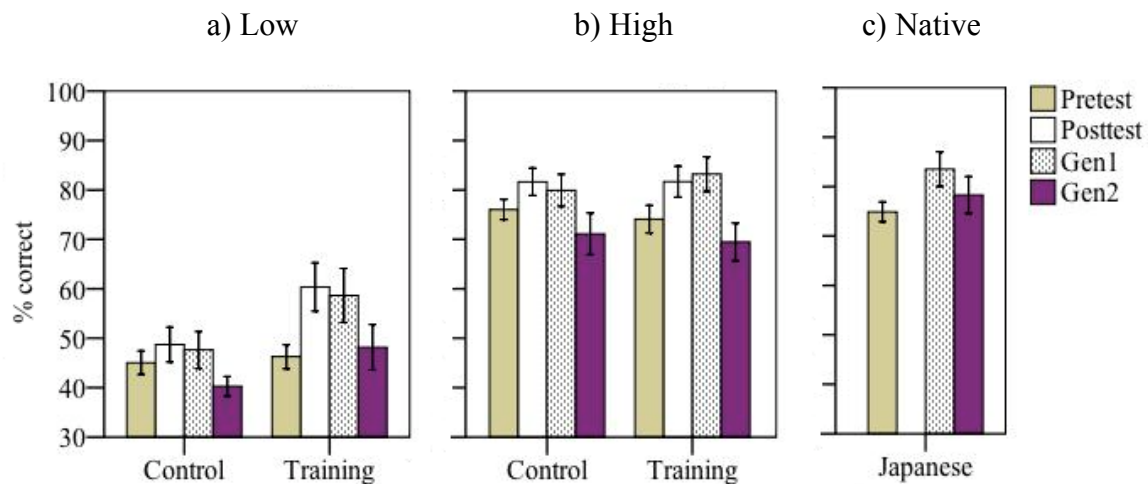 a) Low
b) High
c) Native
% correct
100
90
80
70
60
50
40
30
Control
Training
Control
Training
Japanese
Pretest
Posttest
Gen1
Gen2